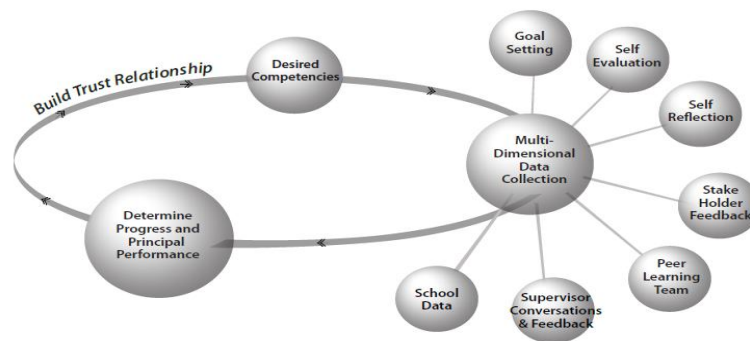 Build Trust Relationship
Desired
Competencies
Goal
Setting
Self
Evaluation
Self
Reflection
Multi-
Dimensional
Data
Collection
Stake
Holder
Feedback
Determine
Progress and
Principal
Performance
Peer
Learning
Team
School
Data
Supervisor
Conversations
& Feedback